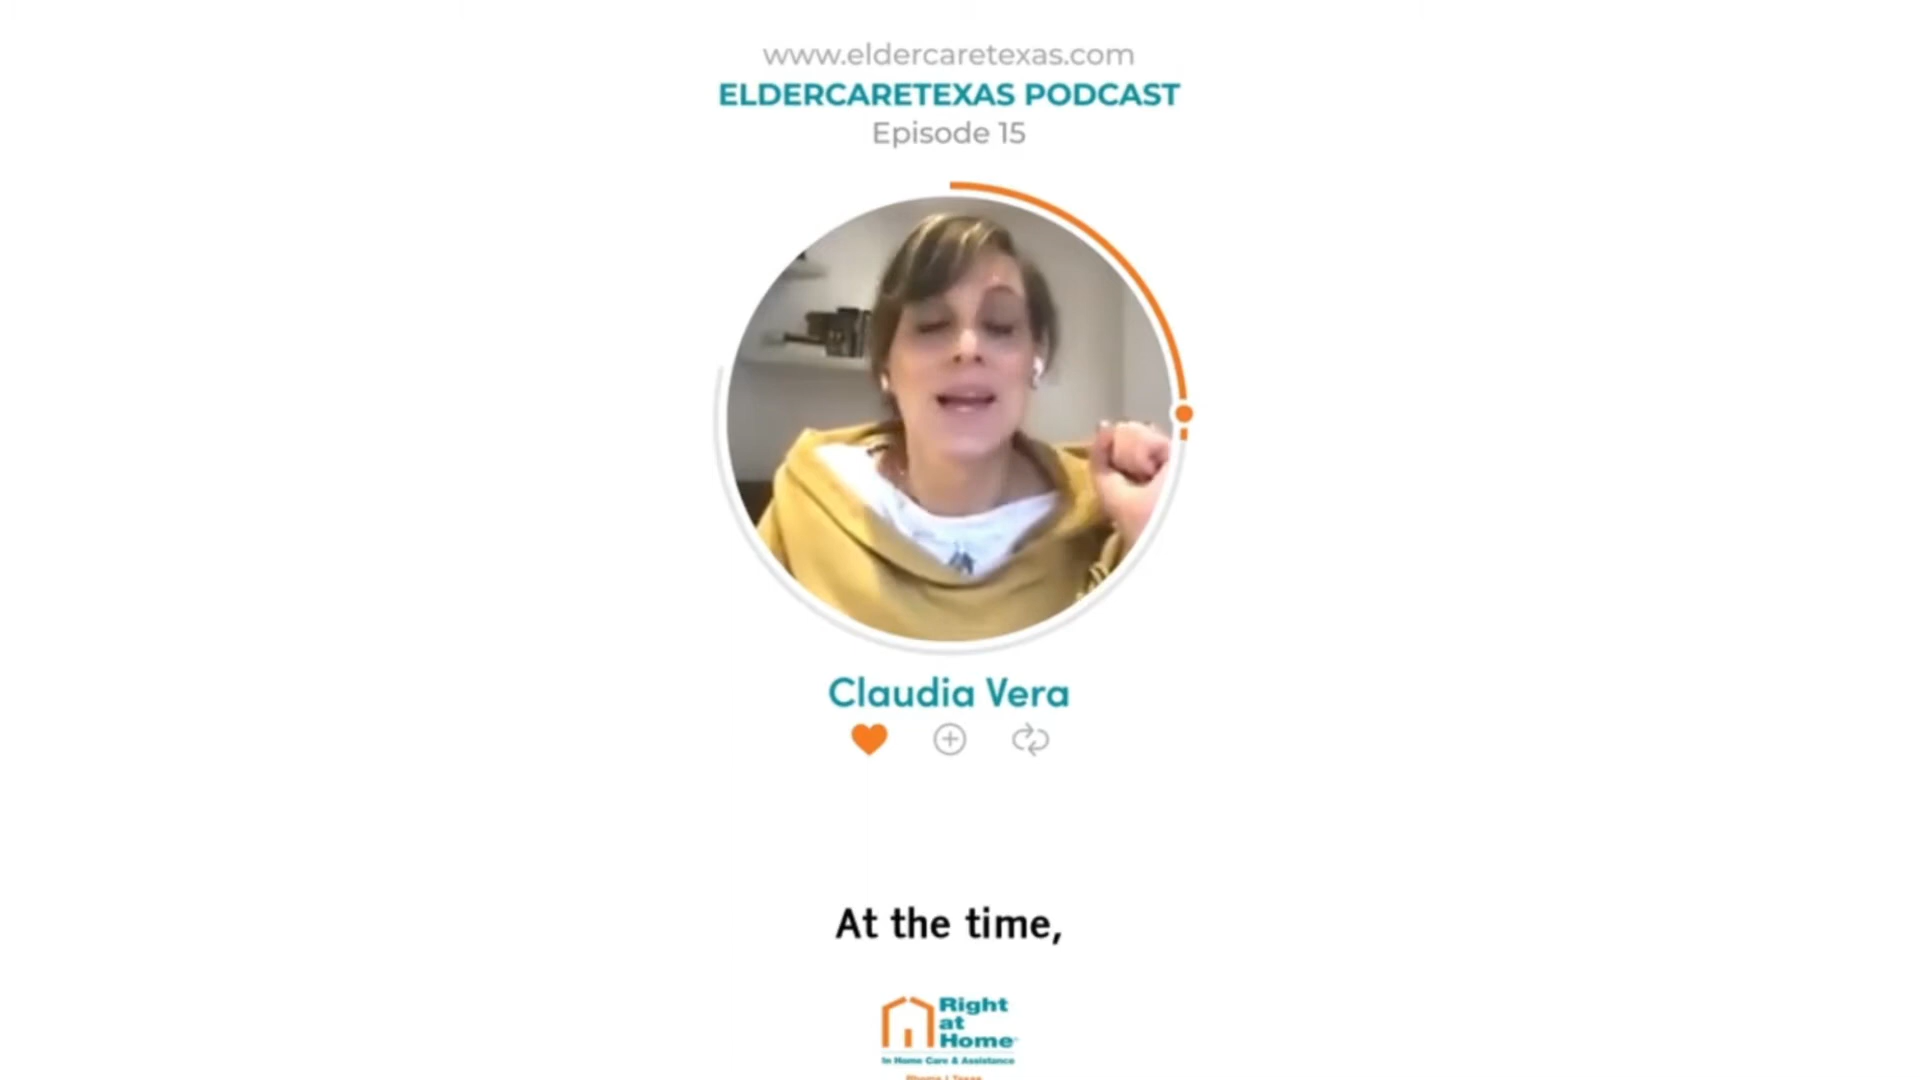 www.eldercaretexas.com
ELDERCARETEXAS PODCAST
Episode 15
Claudia Vera
At the time,
Right
at
Home
In Home Care & Assistance